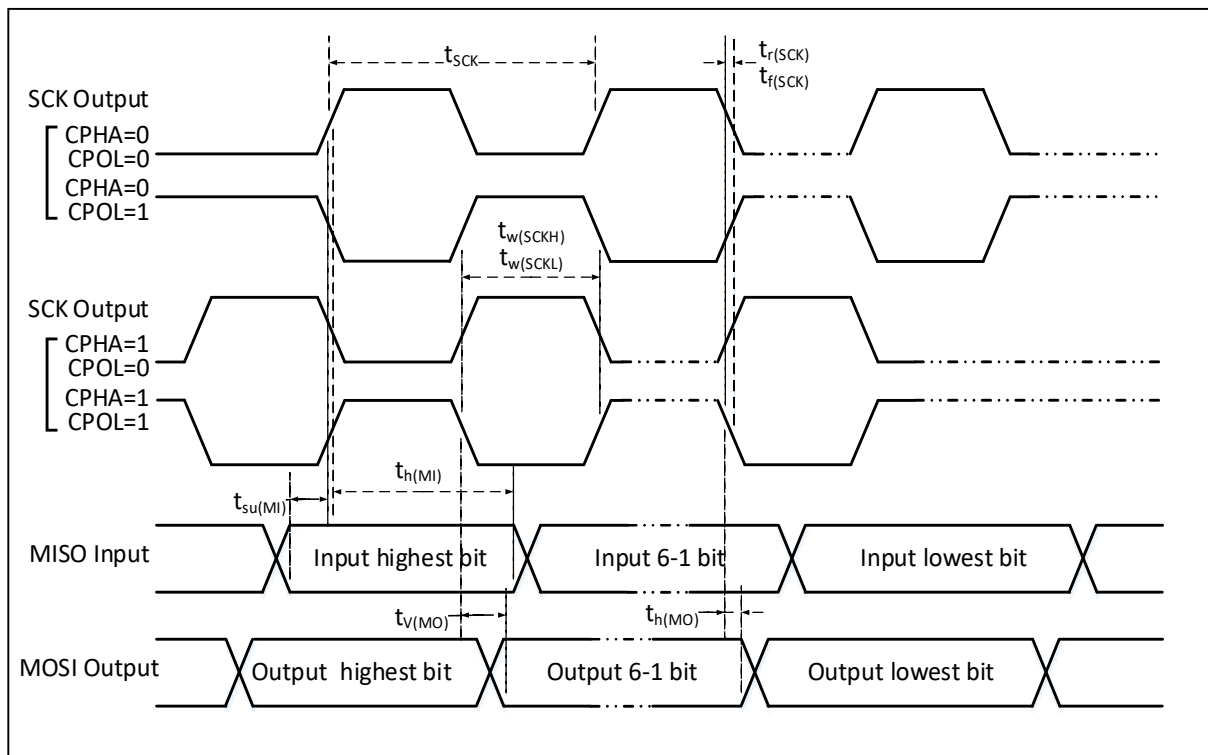 tSCK
tr(SCK)
tf(SCK)
SCK Output
CPHA=0
CPOL=0
CPHA=0
CPOL=1
tw(SCKH)
tw(SCKL)
SCK Output
CPHA=1
CPOL=0
CPHA=1
CPOL=1
th(MI)
tsu(MI)
MISO Input
Input highest bit
Input 6-1 bit
Input lowest bit
tV(MO)
th(MO)
MOSI Output
Output highest bit
Output 6-1 bit
Output lowest bit